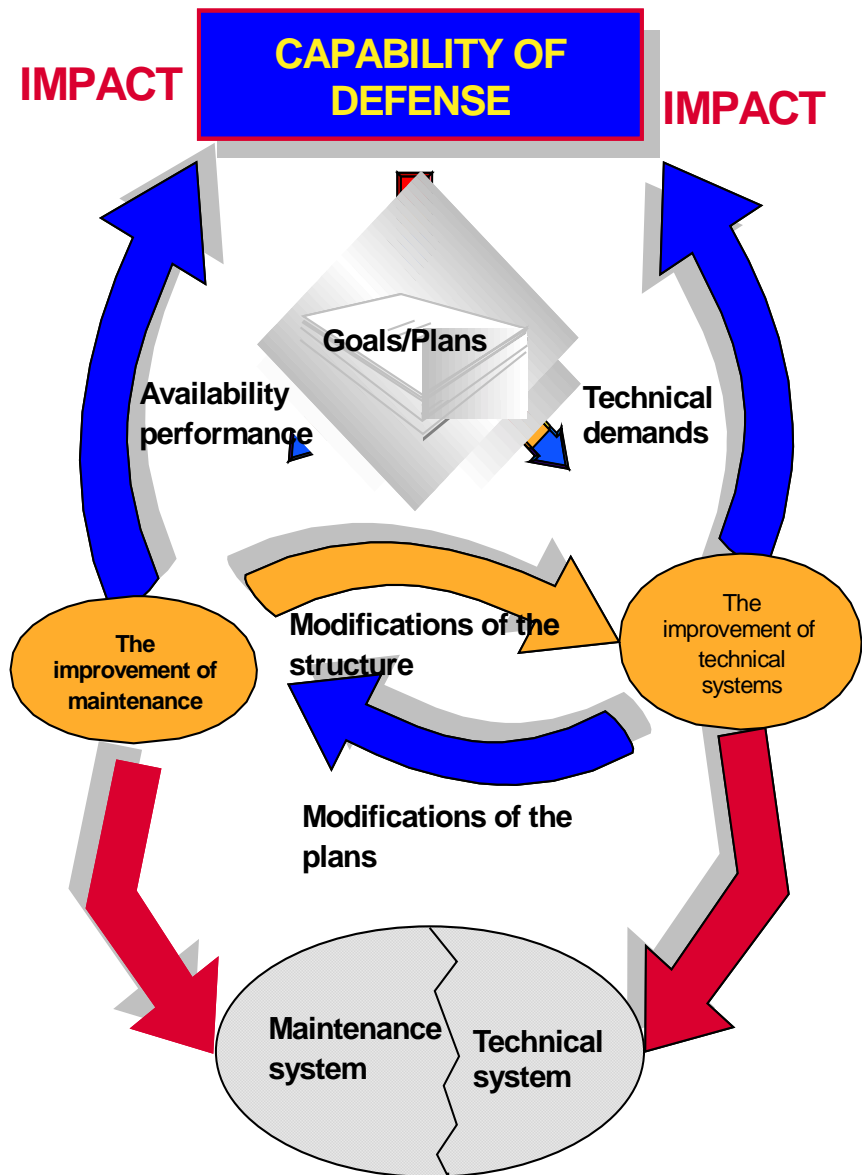 CAPABILITY OF
DEFENSE
IMPACT
IMPACT
Goals/Plans
Availability
performance
Technical
demands
Modifications of the
structure
The
improvement of
maintenance
The
improvement of
technical
systems
Modifications of the
plans
Maintenance
system
Technical
system